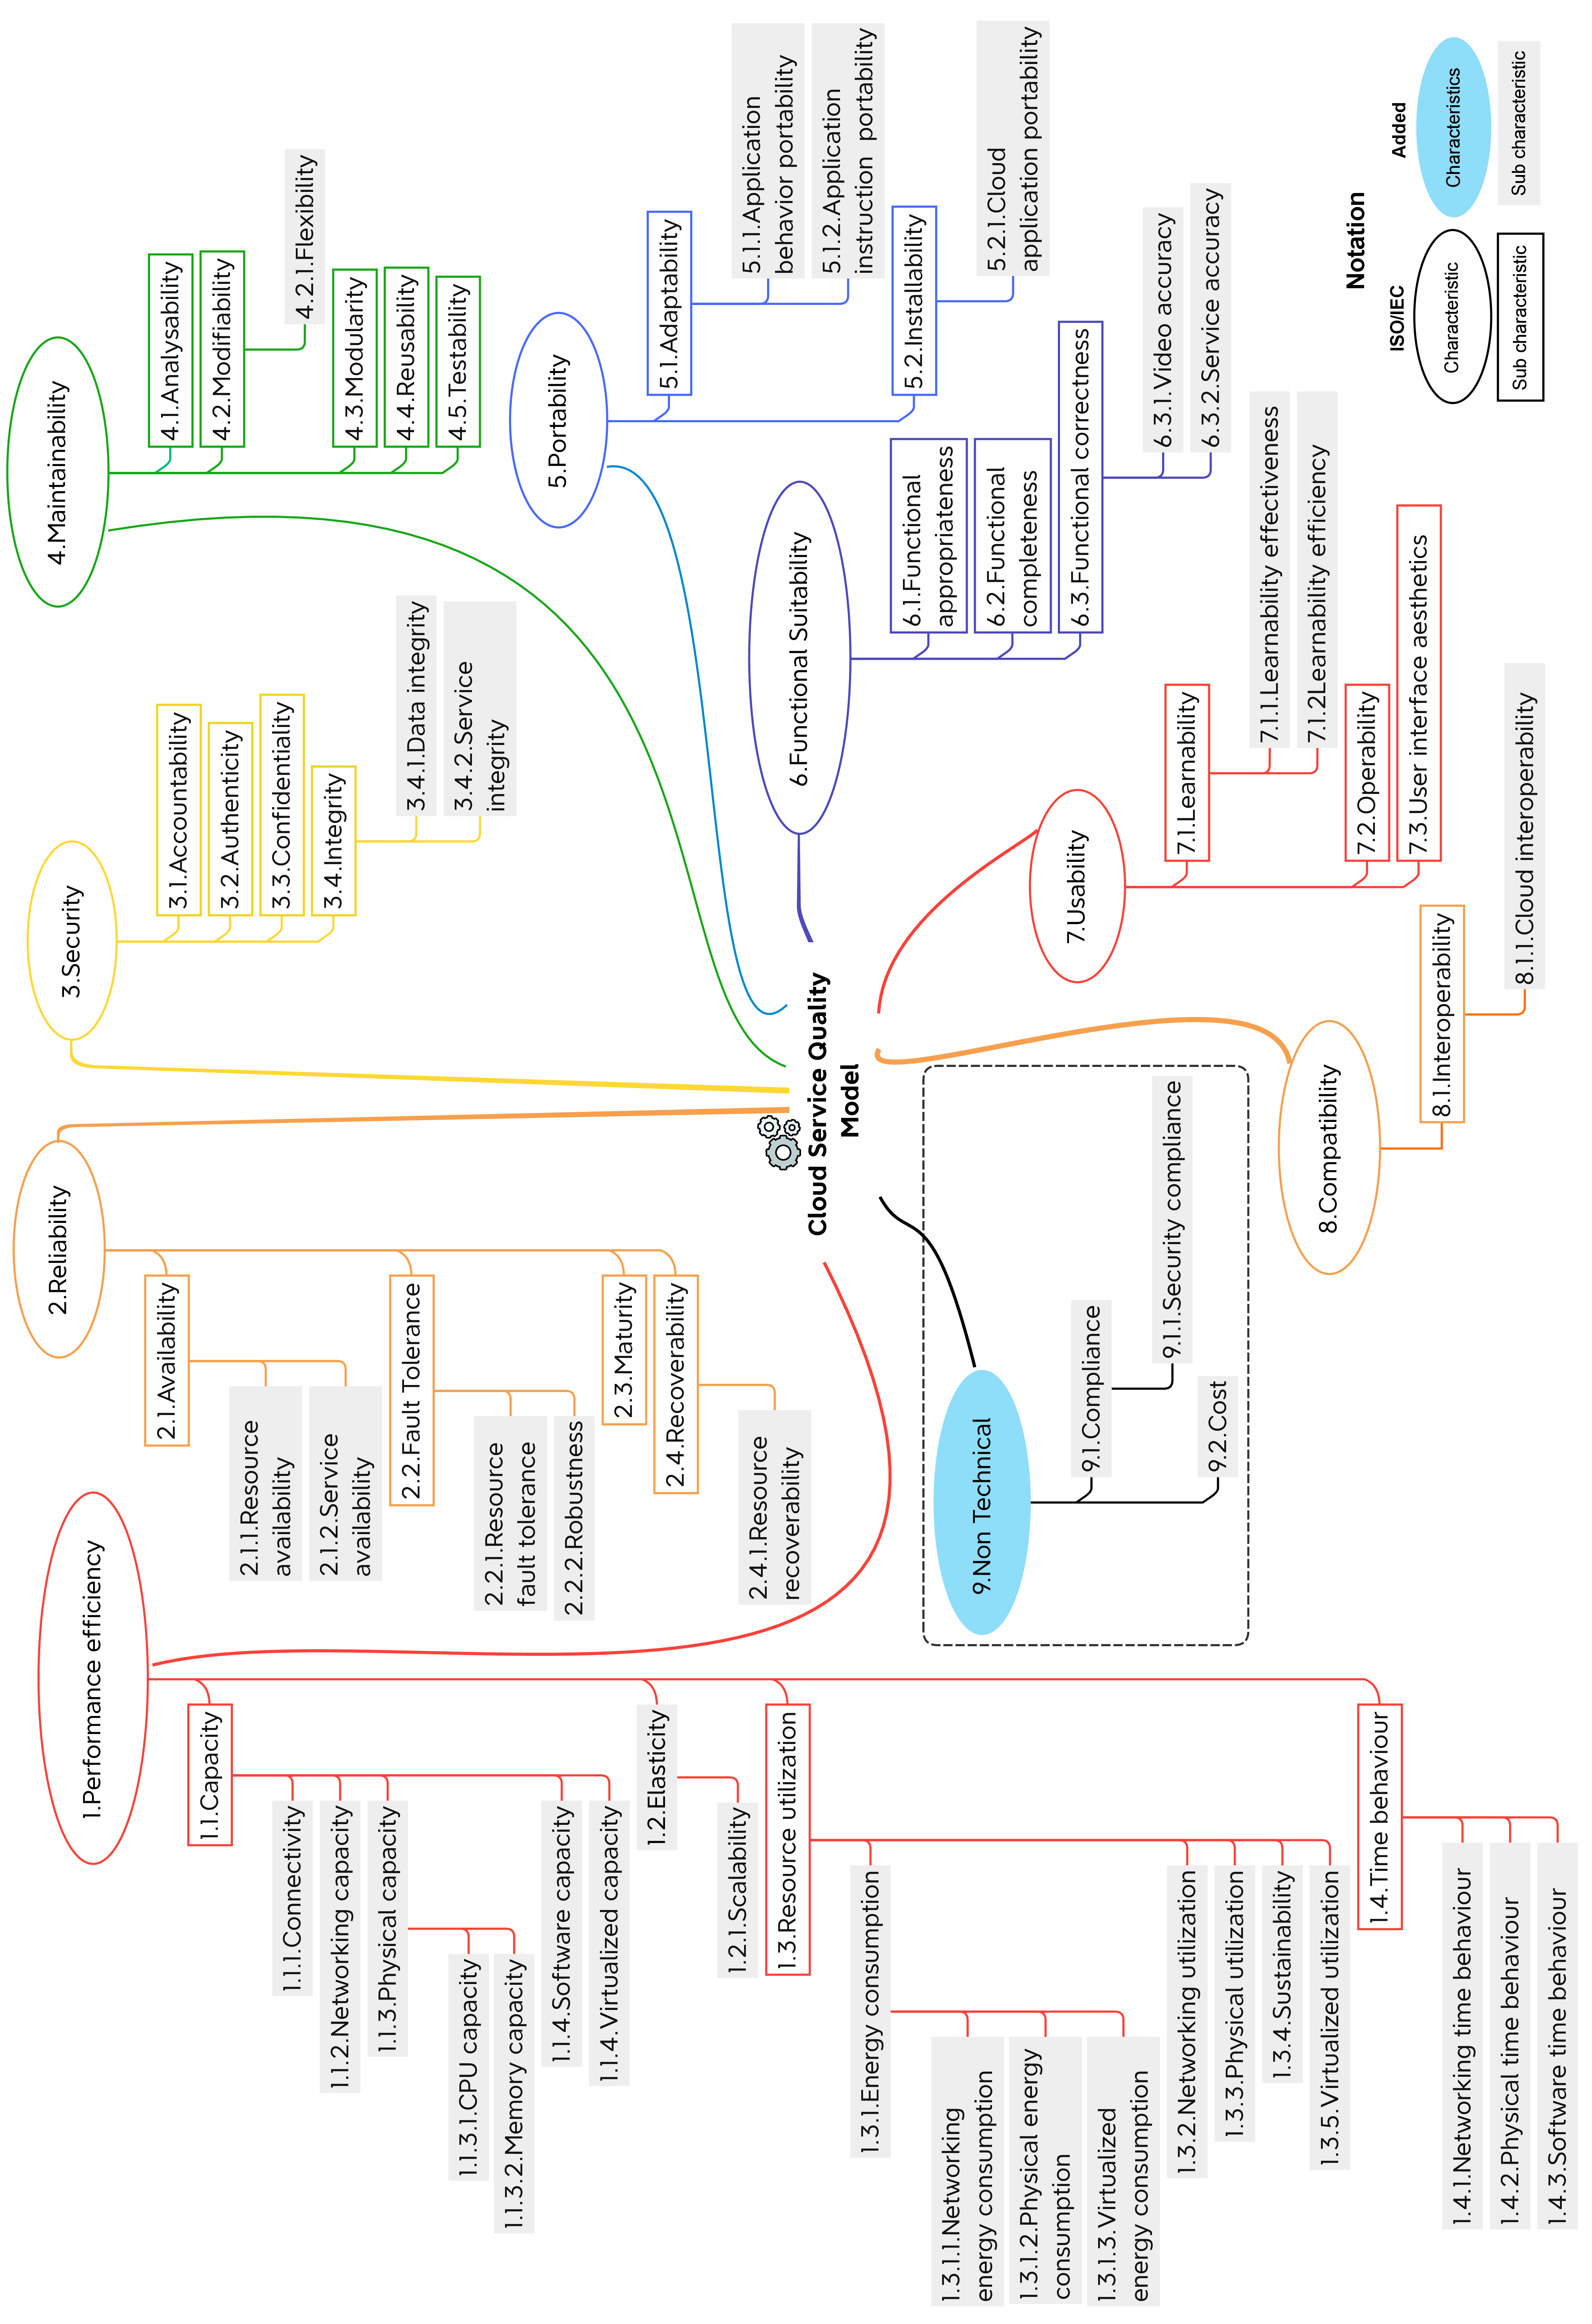 Cloud Service Quality
Model
1.Performance efficiency
1.1.Capacity
1.1.1.Connectivity
1.1.2.Networking capacity
1.1.3.Physical capacity
1.1.3.1.CPU capacity
1.1.3.2.Memory capacity
1.1.4.Software capacity
1.1.4.Virtualized capacity
1.2.Elasticity
1.2.1.Scalability
1.3.Resource utilization
1.3.1.Energy consumption
1.3.1.1.Networking
energy consumption
1.3.1.2.Physical energy
consumption
1.3.1.3.Virtualized
energy consumption
1.3.2.Networking utilization
1.3.3.Physical utilization
1.3.4.Sustainability
1.3.5.Virtualized utilization
1.4.Time behaviour
1.4.1.Networking time behaviour
1.4.2.Physical time behaviour
1.4.3.Software time behaviour
2.Reliability
2.1.Availability
2.1.1.Resource
availability
2.1.2.Service
availability
2.2.Fault Tolerance
2.2.1.Resource
fault tolerance
2.2.2.Robustness
2.3.Maturity
2.4.Recoverability
2.4.1.Resource
recoverability
3.Security
3.1.Accountability
3.2.Authenticity
3.3.Confidentiality
3.4.Integrity
3.4.1.Data integrity
3.4.2.Service
integrity
4.Maintainability
4.1.Analysability
4.2.Modifiability
4.2.1.Flexibility
4.3.Modularity
4.4.Reusability
4.5.Testability
5.Portability
5.1.Adaptability
5.1.1.Application
behavior portability
5.1.2.Application
instruction portability
5.2.Installability
5.2.1.Cloud
application portability
6.Functional Suitability
6.1.Functional
appropriateness
6.2.Functional
completeness
6.3.Functional correctness
6.3.1.Video accuracy
6.3.2.Service accuracy
7.Usability
7.1.Learnability
7.1.1.Learnability effectiveness
7.1.2Learnability efficiency
7.2.Operability
7.3.User interface aesthetics
8.Compatibility
8.1.Interoperability
8.1.1.Cloud interoperability
9.Non Technical
9.1.Compliance
9.1.1.Security compliance
9.2.Cost
Notation
ISO/IEC
Characteristic
Sub characteristic
Added
Characteristics
Sub characteristic